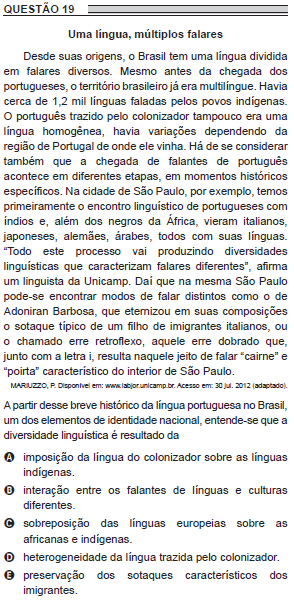 QUESTÃO 19
Uma língua, múltiplos falares
Desde suas origens, o Brasil tem uma língua dividida
em falares diversos. Mesmo antes da chegada dos
portugueses, o território brasileiro já era multilíngue. Havia
cerca de 1,2 mil línguas faladas pelos povos indígenas.
O português trazido pelo colonizador tampouco era uma
língua homogênea, havia variações dependendo da
região de Portugal de onde ele vinha. Há de se considerar
também que a chegada de falantes de português
acontece em diferentes etapas, em momentos históricos
específicos. Na cidade de São Paulo, por exemplo, temos
primeiramente o encontro linguístico de portugueses com
índios e, além dos negros da África, vieram italianos,
japoneses, alemães, árabes, todos com suas línguas.
“Todo este processo vai produzindo diversidades
linguísticas que caracterizam falares diferentes”, afirma
um linguista da Unicamp. Daí que na mesma São Paulo
pode-se encontrar modos de falar distintos como o de
Adoniran Barbosa, que eternizou em suas composições
o sotaque típico de um filho de imigrantes italianos, ou
o chamado erre retroflexo, aquele erre dobrado que,
junto com a letra i, resulta naquele jeito de falar “cairne” e
“poirta” característico do interior de São Paulo.
MARIUZZO, P. Disponível em: www.labjor.unicamp.br. Acesso em: 30 jul. 2012 (adaptado).
A partir desse breve histórico da língua portuguesa no Brasil,
um dos elementos de identidade nacional, entende-se que a
diversidade linguística é resultado da
A imposição da língua do colonizador sobre as línguas
indígenas.
B interação entre os falantes de línguas e culturas
diferentes.
C sobreposição das línguas europeias sobre as
africanas e indígenas.
D heterogeneidade da língua trazida pelo colonizador.
E preservação dos sotaques característicos dos
imigrantes.